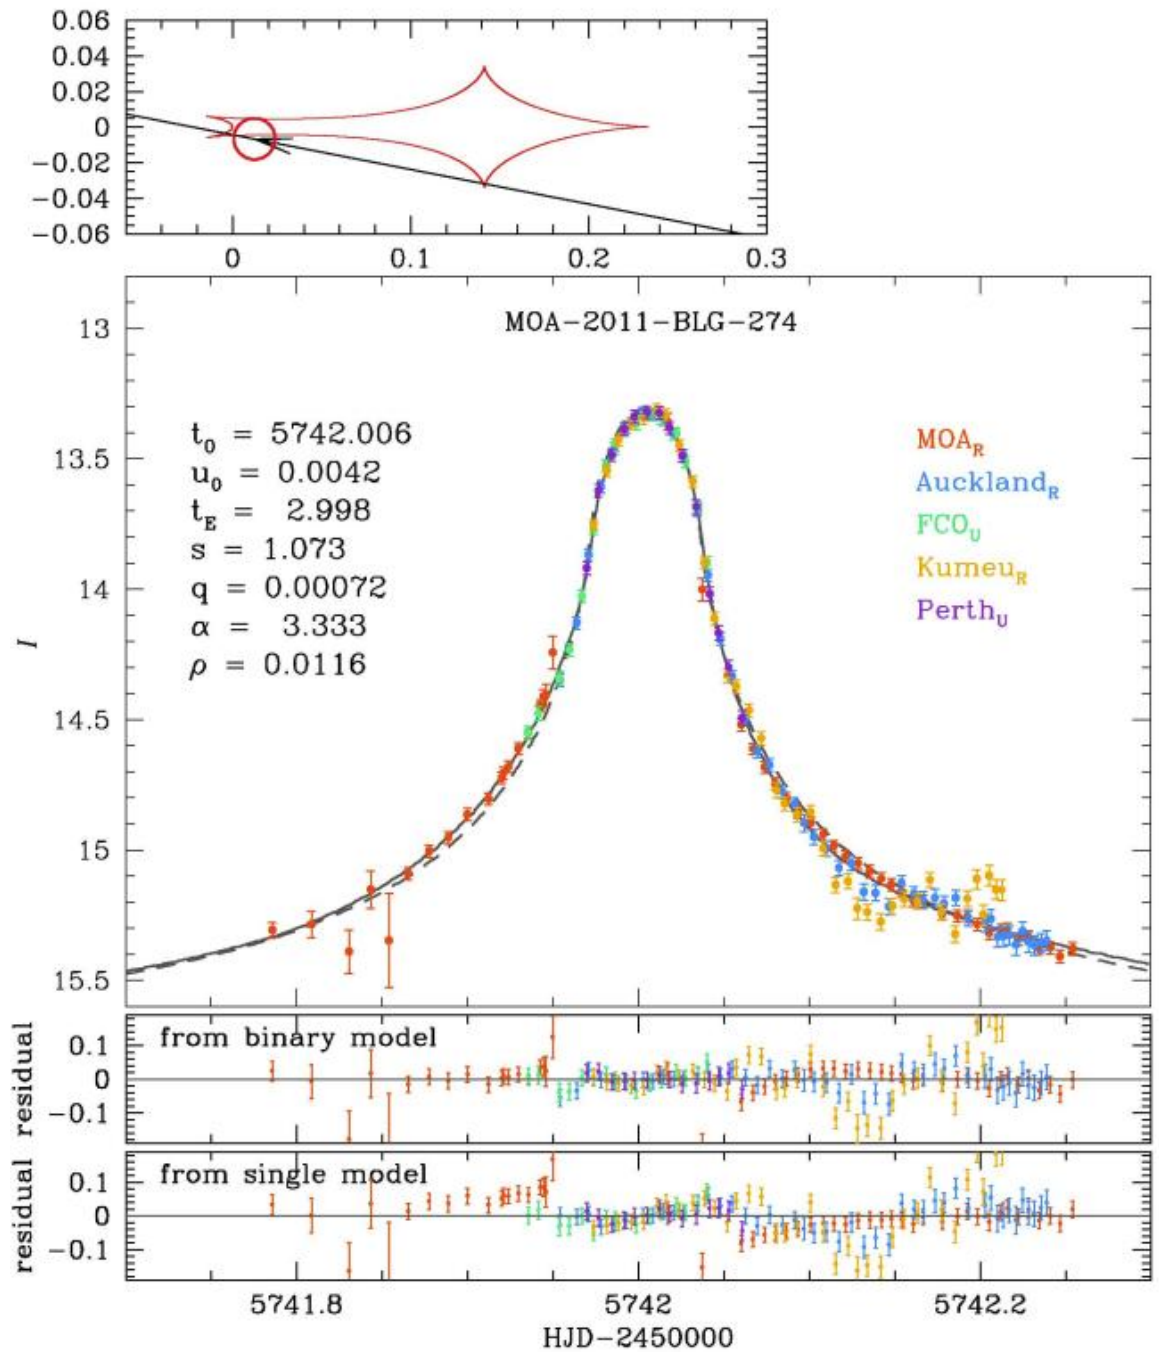 0.06
0.04
0.02
0
−0.02
−0.04
−0.06
0 0.1 0.2 0.3
MOA−2011−BLG−274
13
13.5
14
14.5
15
15.5
I
t0 = 5742.006
u0 = 0.0042
tE = 2.998
s = 1.073
q = 0.00072
α = 3.333
ρ = 0.0116
MOAR
AucklandR
FCOU
KumeuR
PerthU
from binary model
residual
0.1
0
−0.1
from single model
residual
0.1
0
−0.1
5741.8 5742 5742.2
HJD−2450000